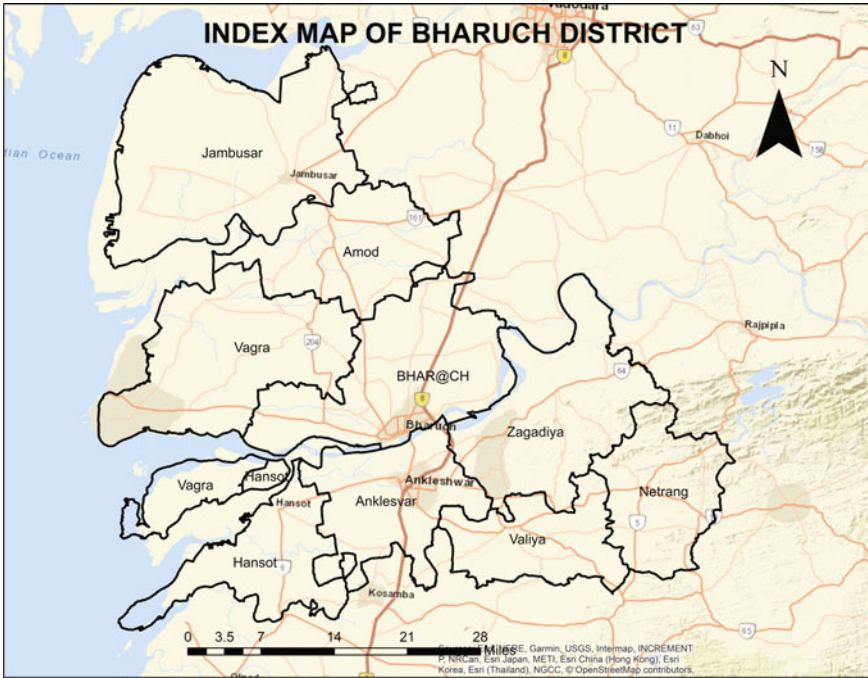 Vadodara
INDEX MAP OF BHARUCH DISTRICT
63
8
N
11
Dabhoi
158
Ocean
Jambusar
Jambusar
161
Amod
Rajpipla
Vagra
204
64
BHAR@CH
8
Bharuch
Zagadiya
Vagra
Hansot
Hansot
Ankleshwar
Anklesvar
Netrang
5
Valiya
Hansot
6
Kosamba
65
0 3.5 7 14 21 28
Miles
Garmin, USGS, Intermap, INCREMENT
P, NRCan, Esri Japan, METI, Esri China (Hong Kong), Esri
Korea, Esri (Thailand), NGCC, © OpenStreetMap contributors,